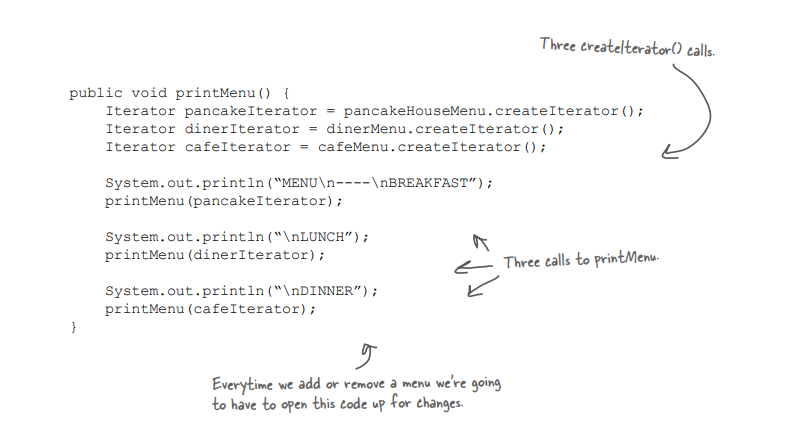 Three createIterator() calls.
public void printMenu() {
Iterator pancakeIterator = pancakeHouseMenu.createIterator();
Iterator dinerIterator = dinerMenu.createIterator();
Iterator cafeIterator = cafeMenu.createIterator();
System.out.println(“MENU\n----\nBREAKFAST”);
printMenu(pancakeIterator);
System.out.println(“\nLUNCH”);
printMenu(dinerIterator);
Three calls to printMenu.
System.out.println(“\nDINNER”);
printMenu(cafeIterator);
}
Everytime we add or remove a menu we're going
to have to open this code up for changes.